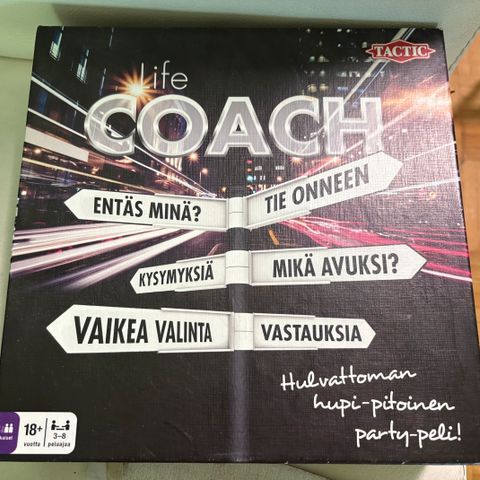 TACTIC
Life
COACH
ENTÄS MINÄ?
TIE ONNEEN
KYSYMYKSIÄ
MIKÄ AVUKSI?
VAIKEA VALINTA
VASTAUKSIA
Hulvattoman
hupi-pitoinen
party-peli!
18+
vuotta
3-8
pelaajaa